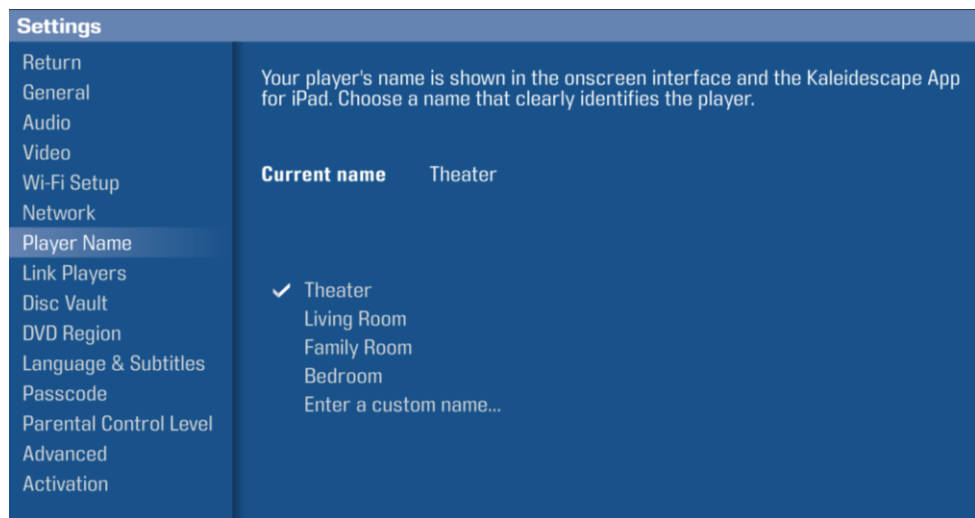 Settings
Return
General
Audio
Video
Wi-Fi Setup
Network
Player Name
Link Players
Disc Vault
DVD Region
Language & Subtitles
Passcode
Parental Control Level
Advanced
Activation
Your player's name is shown in the onscreen interface and the Kaleidescape App
for iPad. Choose a name that clearly identifies the player.
Current name Theater
Theater
Living Room
Family Room
Bedroom
Enter a custom name...